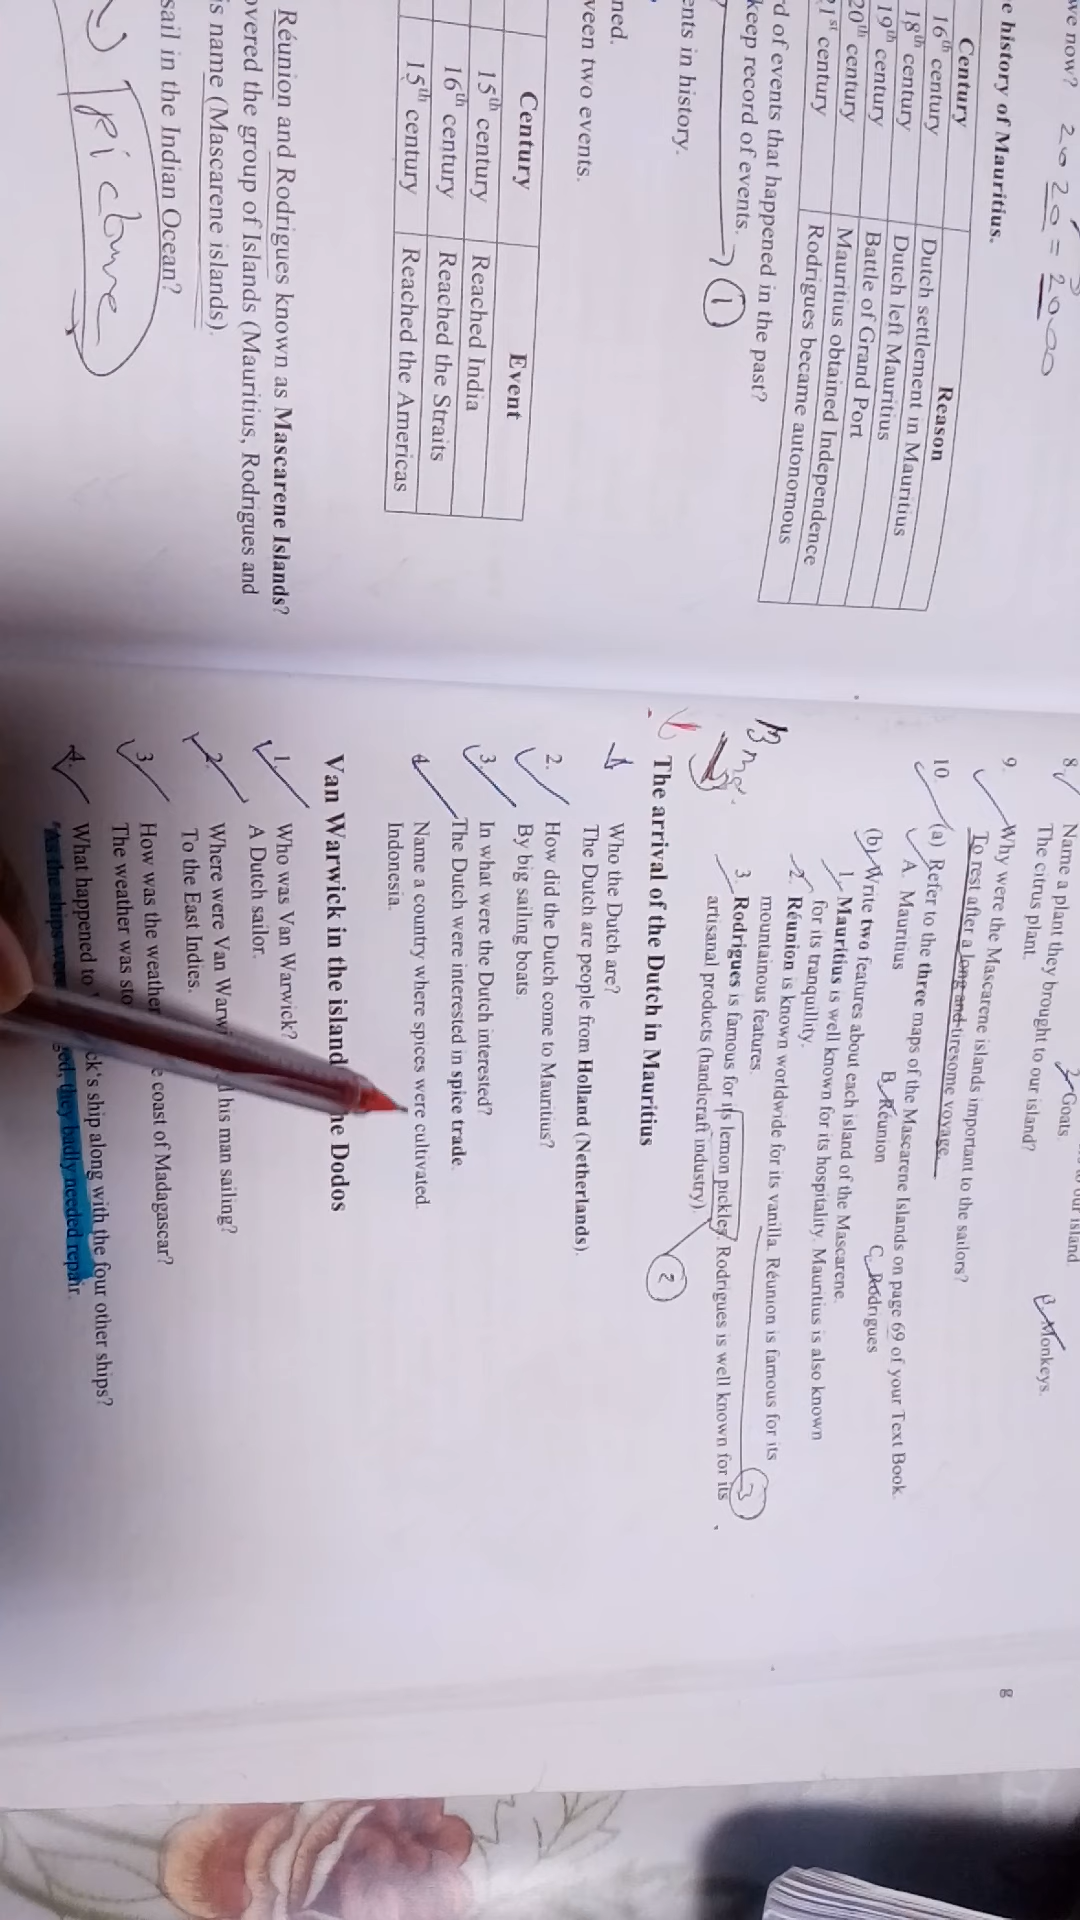 we now? 2020 = 2000
e history of Mauritius.
Century Reason
16th century Dutch settlement in Mauritius
18th century Dutch left Mauritius
19th century Battle of Grand Port
20th century Mauritius obtained Independence
21st century Rodrigues became autonomous
rd of events that happened in the past?
keep record of events. 1
ents in history.
ned.
veen two events.
Century Event
15th century Reached India
16th century Reached the Straits
15th century Reached the Americas
Réunion and Rodrigues known as Mascarene Islands?
overed the group of Islands (Mauritius, Rodrigues and
is name (Mascarene islands).
sail in the Indian Ocean?
our island.
Goats. Monkeys.
8. Name a plant they brought to our island?
The citrus plant.
9. Why were the Mascarene islands important to the sailors?
To rest after a long and tiresome voyage.
10. (a) Refer to the three maps of the Mascarene Islands on page 69 of your Text Book.
A. Mauritius B. Réunion C. Rodrigues
(b) Write two features about each island of the Mascarene.
1. Mauritius is well known for its hospitality. Mauritius is also known
for its tranquillity.
2. Réunion is known worldwide for its vanilla. Réunion is famous for its
mountainous features.
3. Rodrigues is famous for its lemon pickles. Rodrigues is well known for its
artisanal products (handicraft industry). 2 3
The arrival of the Dutch in Mauritius
1 Who the Dutch are?
The Dutch are people from Holland (Netherlands).
2. How did the Dutch come to Mauritius?
By big sailing boats.
3. In what were the Dutch interested?
The Dutch were interested in spice trade.
4. Name a country where spices were cultivated.
Indonesia.
Van Warwick in the island Dodos
1. Who was Van Warwick?
A Dutch sailor.
2. Where were Van his man sailing?
To the East Indies.
3. How was the weather coast of Madagascar?
The weather was
4. What happened to ship along with the four other ships?
"As the ships were they badly needed repair.
8